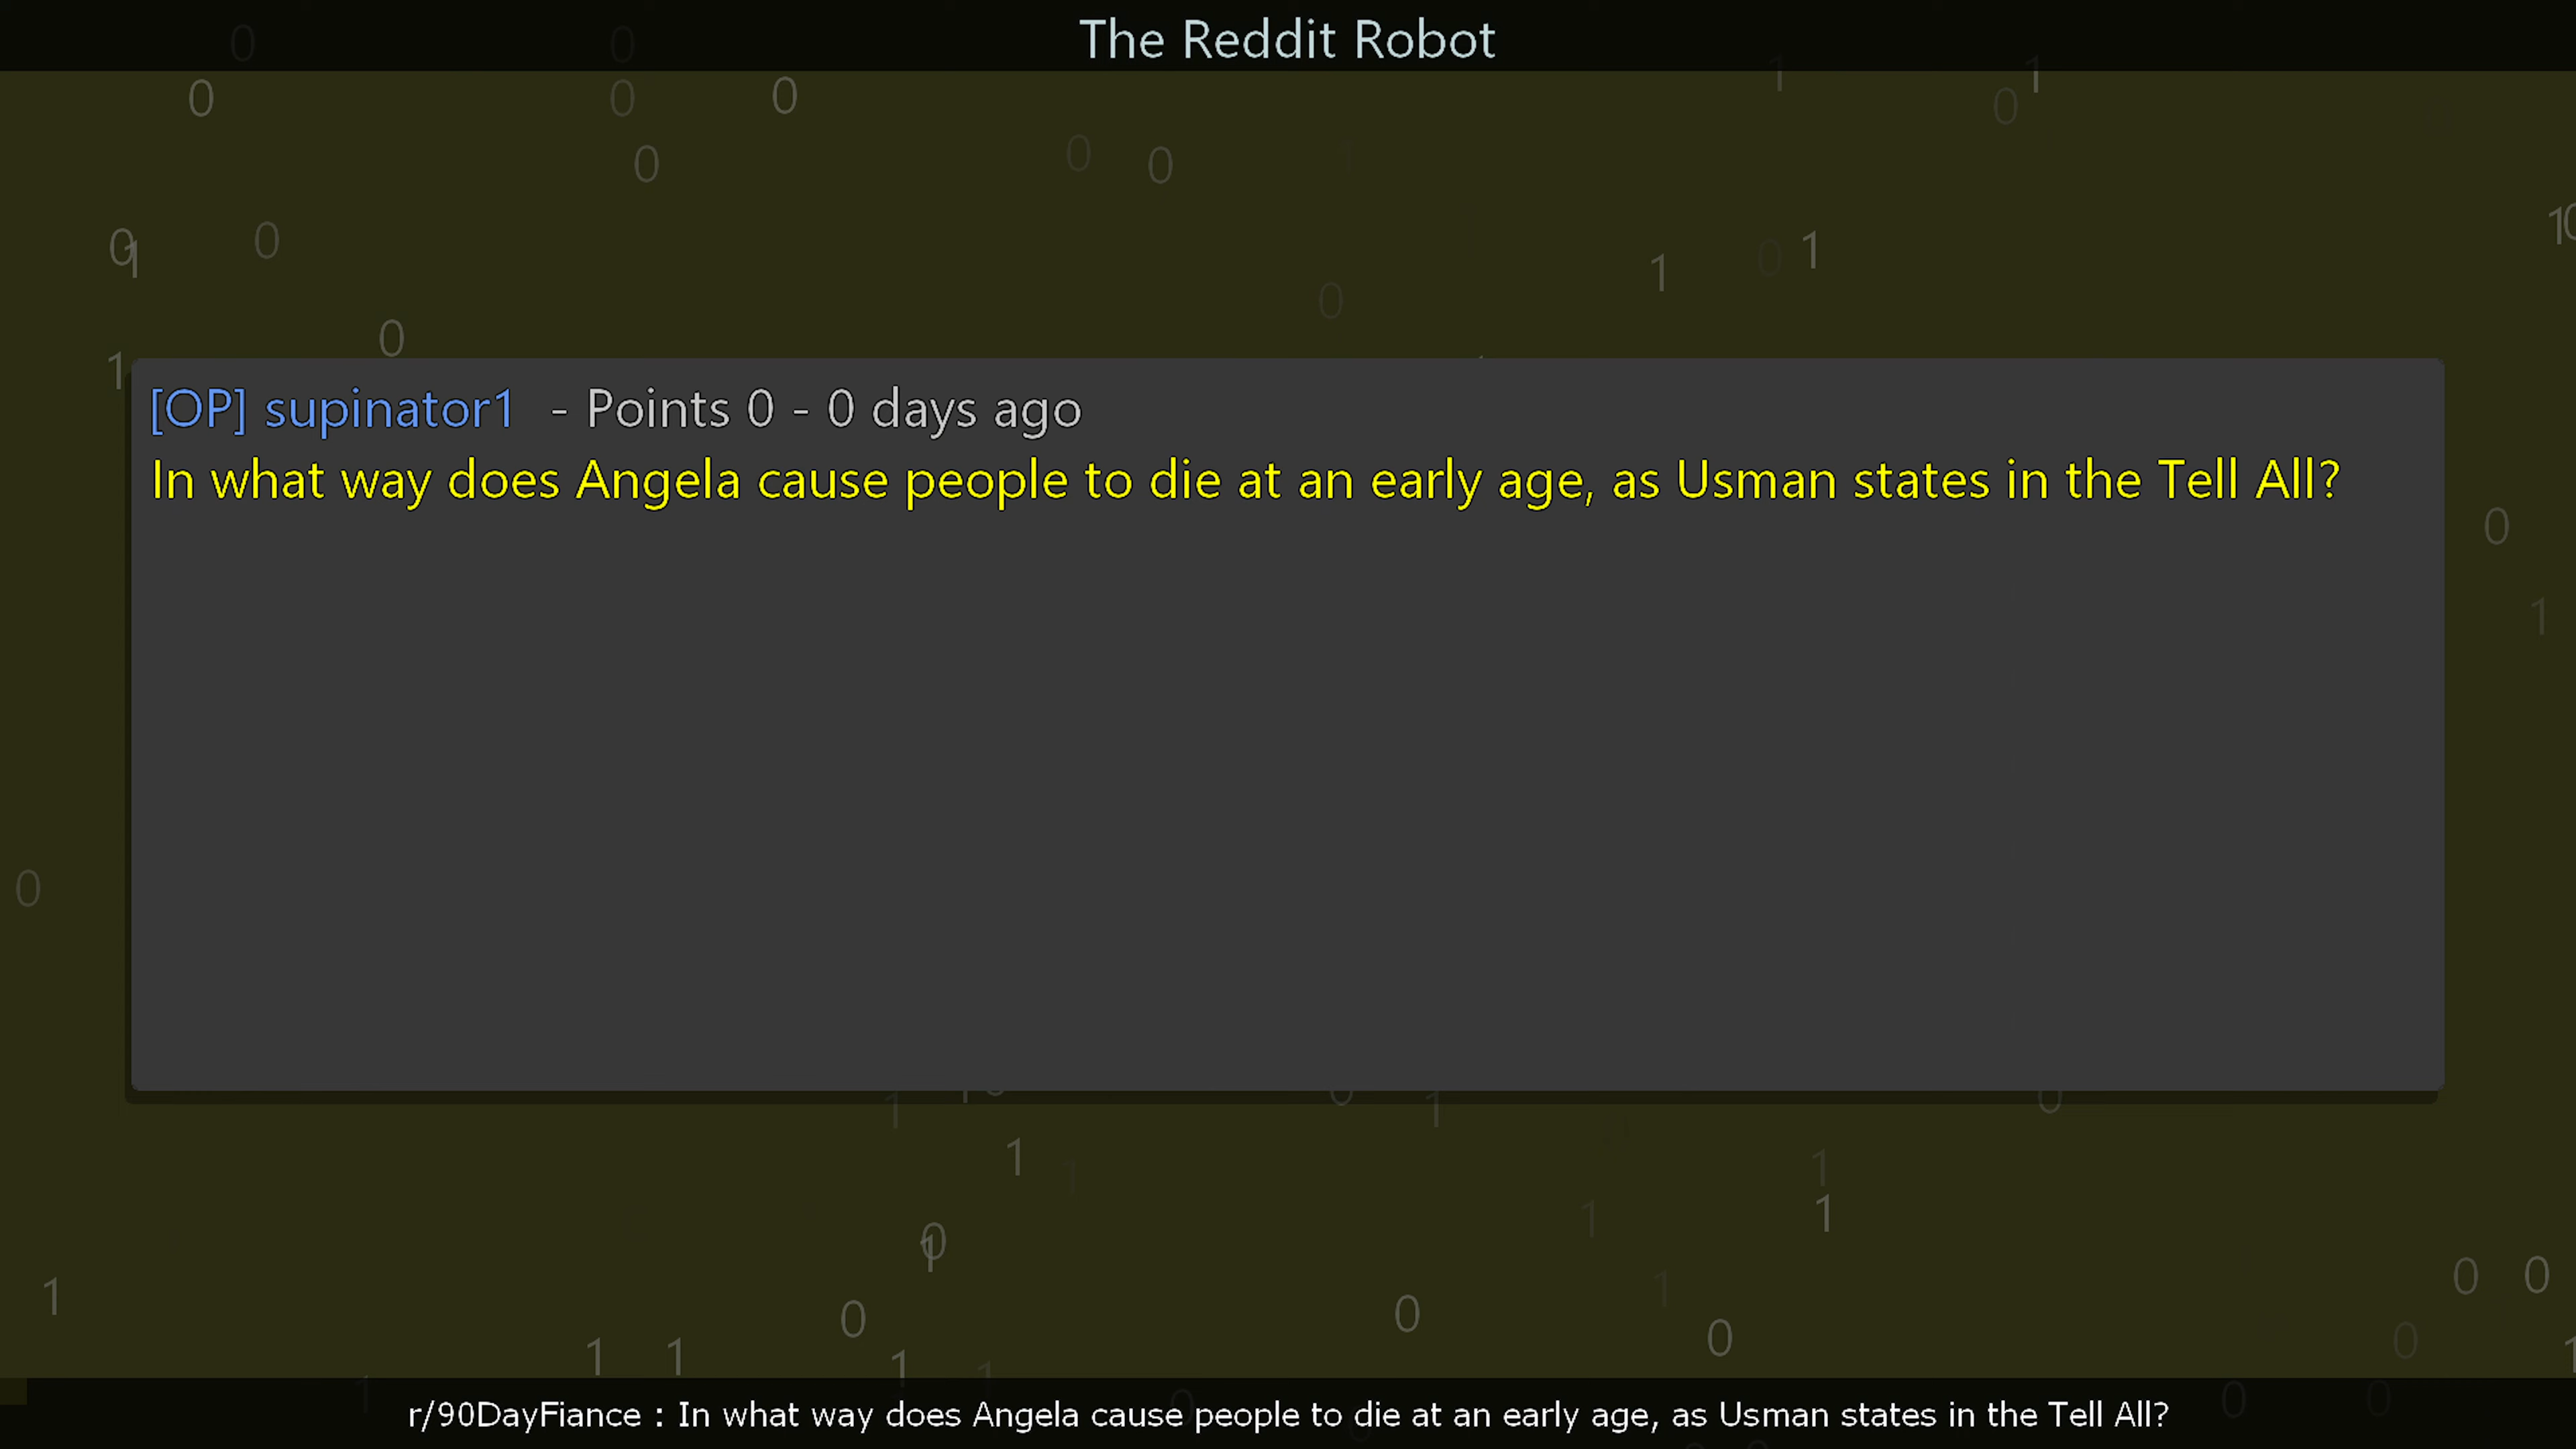 The Reddit Robot
[OP] supinator1 - Points 0 - 0 days ago
In what way does Angela cause people to die at an early age, as Usman states in the Tell All?
r/90DayFiance : In what way does Angela cause people to die at an early age, as Usman states in the Tell All?